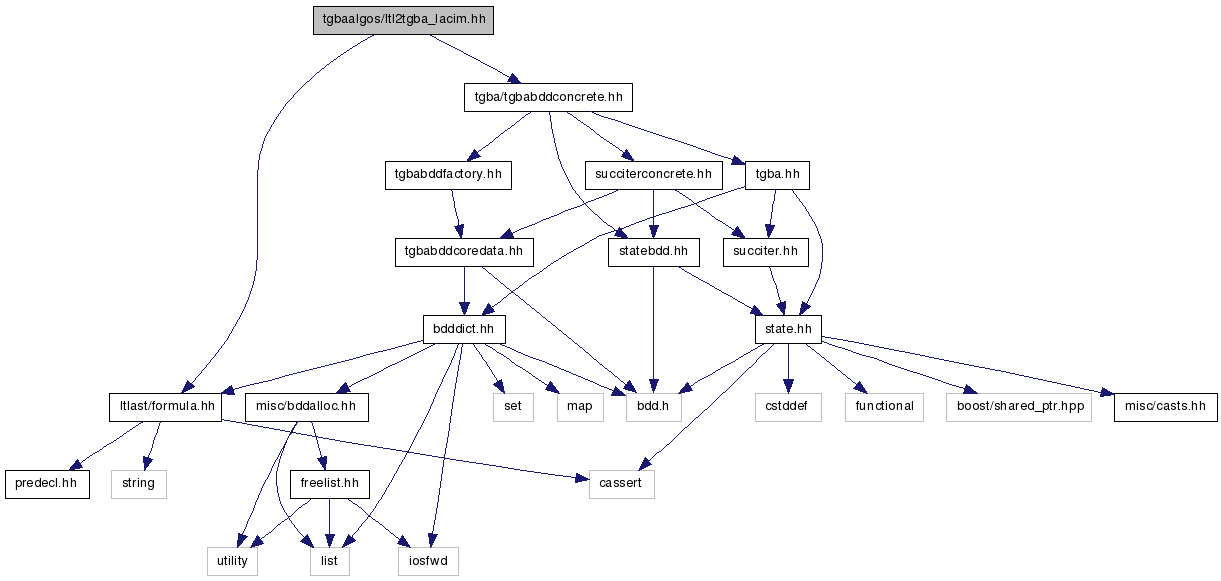 tgbaalgos/ltl2tgba_lacim.hh
tgba/tgbabddconcrete.hh
tgbabddfactory.hh
succiterconcrete.hh
tgba.hh
tgbabddcoredata.hh
statebdd.hh
succiter.hh
bdddict.hh
state.hh
ltlast/formula.hh
misc/bddalloc.hh
set
map
bdd.h
cstddef
functional
boost/shared_ptr.hpp
misc/casts.hh
predecl.hh
string
freelist.hh
cassert
utility
list
iosfwd